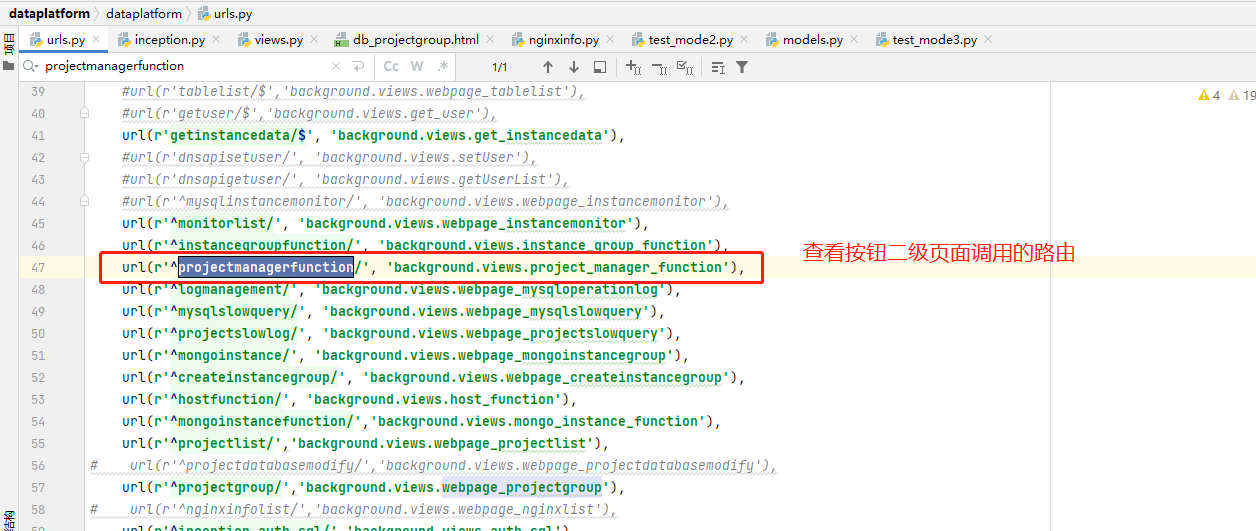 dataplatform dataplatform urls.py
项目
urls.py inception.py views.py db_projectgroup.html nginxinfo.py test_mode2.py models.py test_mode3.py
projectmanagerfunction Cc W .* 1/1
4 19
39 #url(r'tablelist/$','background.views.webpage_tablelist'),
40 #url(r'getuser/$','background.views.get_user'),
41 url(r'getinstancedata/$', 'background.views.get_instancedata'),
42 #url(r'dnsapisetuser/', 'background.views.setUser'),
43 #url(r'dnsapigetuser/', 'background.views.getUserList'),
44 #url(r'^mysqlinstancemonitor/', 'background.views.webpage_instancemonitor'),
45 url(r'^monitorlist/', 'background.views.webpage_instancemonitor')
46 url(r'^instancegroupfunction/', 'background.views.instance_group_function'),
47 url(r'^projectmanagerfunction/', 'background.views.project_manager_function'),
查看按钮二级页面调用的路由
48 url(r'^logmanagement/', 'background.views.webpage_mysqloperationlog'),
49 url(r'^mysqlslowquery/', 'background.views.webpage_mysqlslowquery'),
50 url(r'^projectslowlog/', 'background.views.webpage_projectslowquery'),
51 url(r'^mongoinstance/', 'background.views.webpage_mongoinstancegroup'),
52 url(r'^createinstancegroup/', 'background.views.webpage_createinstancegroup'),
53 url(r'^hostfunction/', 'background.views.host_function'),
54 url(r'^mongoinstancefunction/','background.views.mongo_instance_function'),
55 url(r'^projectlist/','background.views.webpage_projectlist'),
56 # url(r'^projectdatabasemodify/','background.views.webpage_projectdatabasemodify'),
57 url(r'^projectgroup/','background.views.webpage_projectgroup'),
58 # url(r'^nginxinfolist/','background.views.webpage_nginxlist'),
59 url(r'^inception_auth_sql/','background.views.auth_sql')
结构